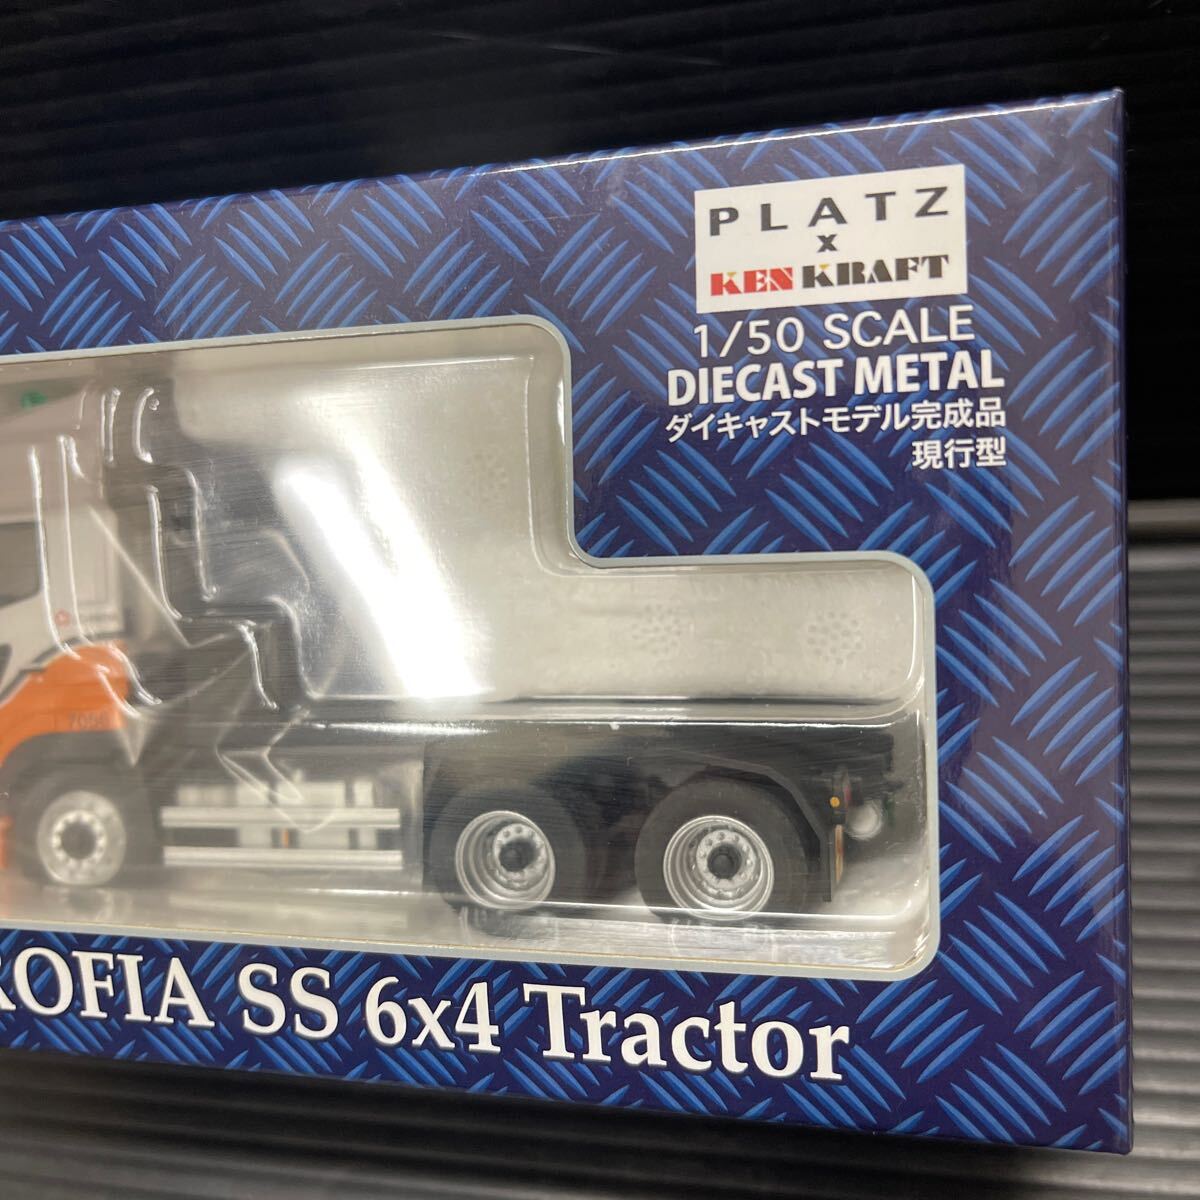 PLATZ
x
KEN KRAFT
1/50 SCALE
DIECAST METAL
ダイキャストモデル完成品
現行型
ROFIA SS 6x4 Tractor